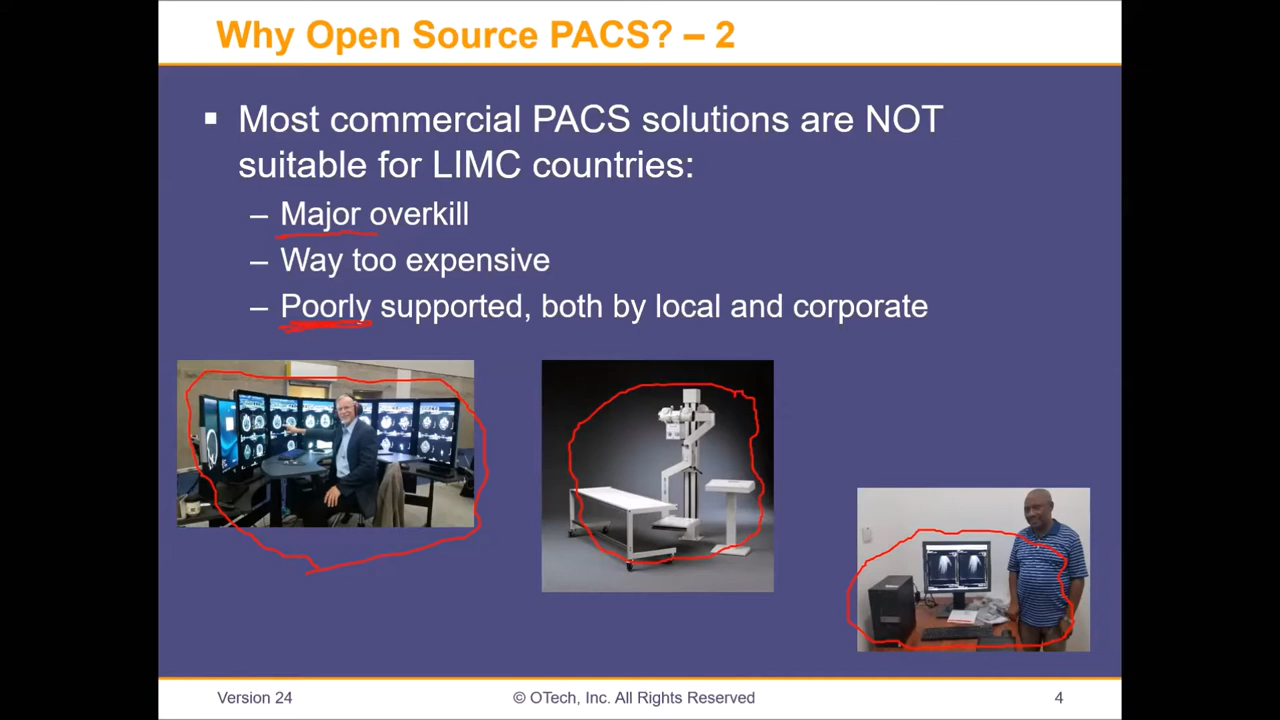 Why Open Source PACS? – 2
▪ Most commercial PACS solutions are NOT
suitable for LIMC countries:
– Major overkill
– Way too expensive
– Poorly supported, both by local and corporate
Version 24
© OTech, Inc. All Rights Reserved
4